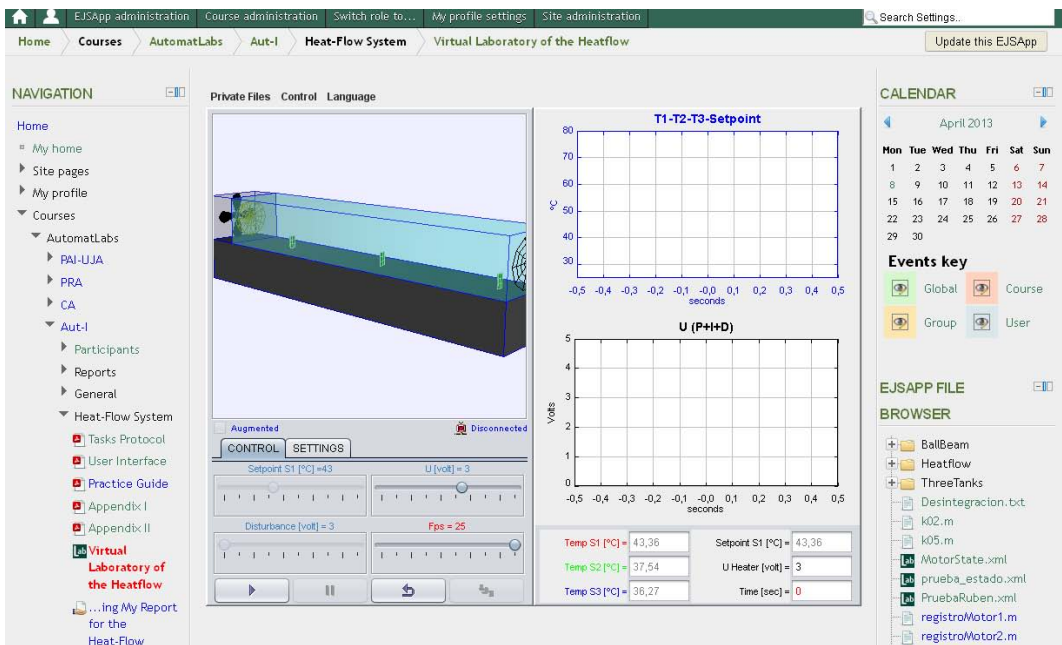 EJSApp administration Course administration Switch role to... My profile settings Site administration Search Settings..
Home Courses AutomatLabs Aut-I Heat-Flow System Virtual Laboratory of the Heatflow Update this EJSApp
NAVIGATION
Home
My home
Site pages
My profile
Courses
AutomatLabs
PAI-UJA
PRA
CA
Aut-I
Participants
Reports
General
Heat-Flow System
Tasks Protocol
User Interface
Practice Guide
Appendix I
Appendix II
Virtual
Laboratory of
the Heatflow
...ing My Report
for the
Heat-Flow
Private Files Control Language
Augmented Disconnected
CONTROL SETTINGS
Setpoint S1 [ºC] =43 U [volt] = 3
Disturbance [volt] = 3 Fps = 25
T1-T2-T3-Setpoint
80
70
60
50
40
30
ºC
-0,5 -0,4 -0,3 -0,2 -0,1 -0,0 0,1 0,2 0,3 0,4 0,5
seconds
U (P+I+D)
5
4
3
2
1
0
Volts
-0,5 -0,4 -0,3 -0,2 -0,1 -0,0 0,1 0,2 0,3 0,4 0,5
seconds
Temp S1 [ºC] = 43,36 Setpoint S1 [ºC] = 43,36
Temp S2 [ºC] = 37,54 U Heater [volt] = 3
Temp S3 [ºC] = 36,27 Time [sec] = 0
CALENDAR
April 2013
Mon Tue Wed Thu Fri Sat Sun
1 2 3 4 5 6 7
8 9 10 11 12 13 14
15 16 17 18 19 20 21
22 23 24 25 26 27 28
29 30
Events key
Global Course
Group User
EJSAPP FILE
BROWSER
BallBeam
Heatflow
ThreeTanks
Desintegracion.txt
k02.m
k05.m
lab MotorState.xml
lab prueba_estado.xml
lab PruebaRuben.xml
registroMotor1.m
registroMotor2.m